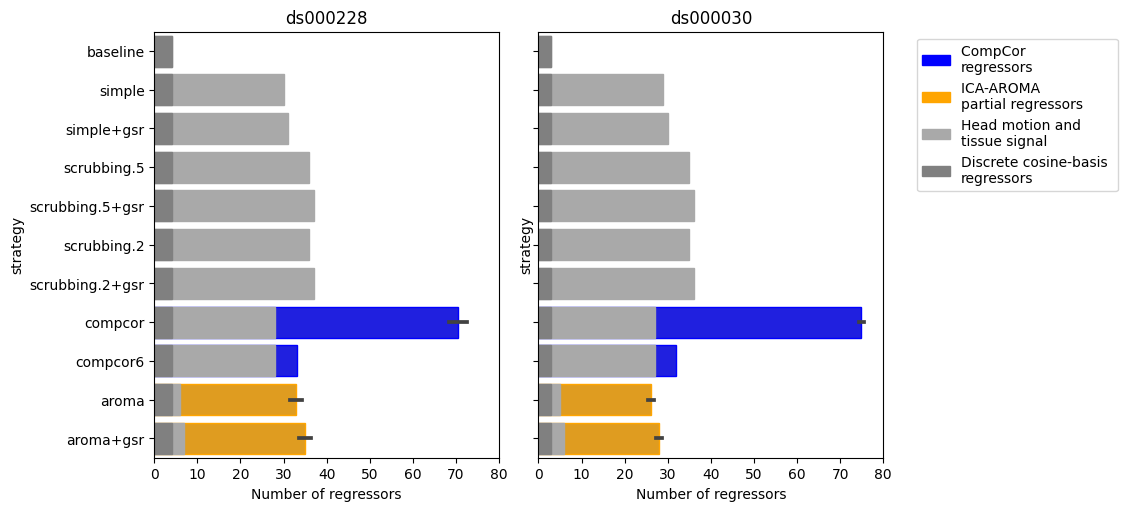 ds000228
ds000030
strategy
baseline
simple
simple+gsr
scrubbing.5
scrubbing.5+gsr
scrubbing.2
scrubbing.2+gsr
compcor
compcor6
aroma
aroma+gsr
0 10 20 30 40 50 60 70 80
Number of regressors
strategy
0 10 20 30 40 50 60 70 80
Number of regressors
CompCor
regressors
ICA-AROMA
partial regressors
Head motion and
tissue signal
Discrete cosine-basis
regressors